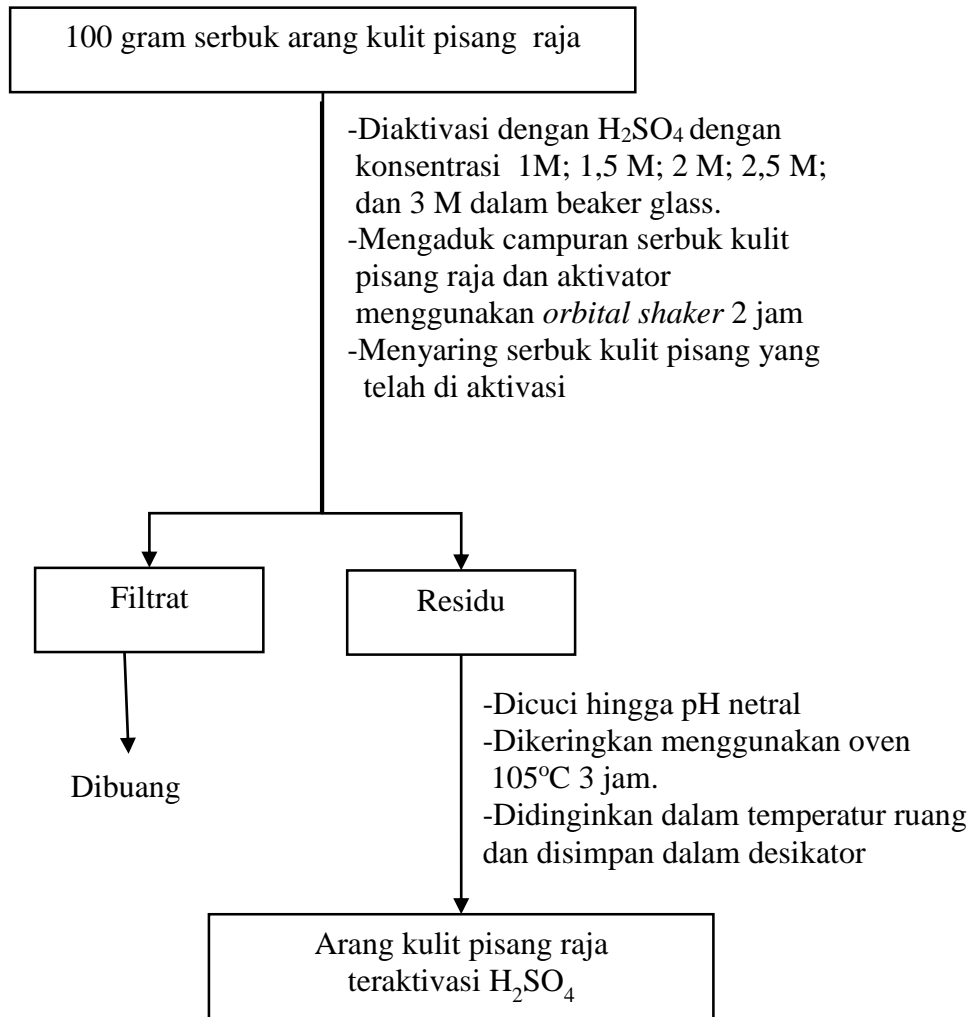 100 gram serbuk arang kulit pisang raja
-Diaktivasi dengan H₂SO₄ dengan
konsentrasi 1M; 1,5 M; 2 M; 2,5 M;
dan 3 M dalam beaker glass.
-Mengaduk campuran serbuk kulit
pisang raja dan aktivator
menggunakan orbital shaker 2 jam
-Menyaring serbuk kulit pisang yang
telah di aktivasi
Filtrat
Residu
Dibuang
-Dicuci hingga pH netral
-Dikeringkan menggunakan oven
105°C 3 jam.
-Didinginkan dalam temperatur ruang
dan disimpan dalam desikator
Arang kulit pisang raja
teraktivasi H₂SO₄